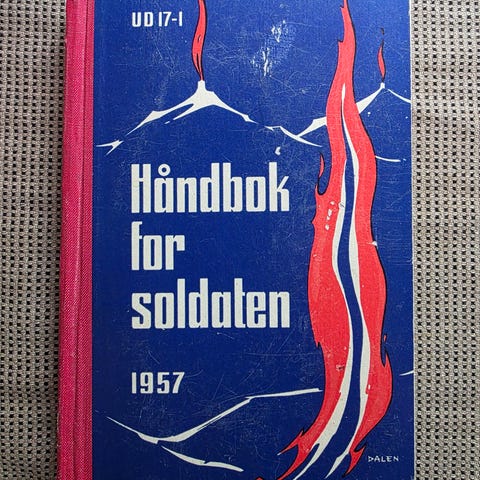 UD 17-1
Håndbok
for
soldaten
1957
DALEN